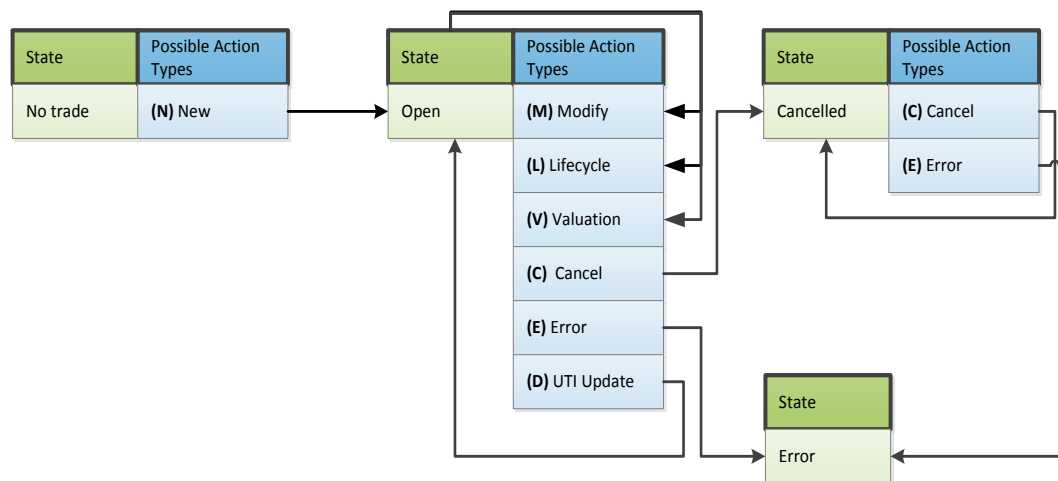 State
Possible Action
Types
No trade
(N) New
State
Possible Action
Types
Open
(M) Modify
(L) Lifecycle
(V) Valuation
(C) Cancel
(E) Error
(D) UTI Update
State
Possible Action
Types
Cancelled
(C) Cancel
(E) Error
State
Error